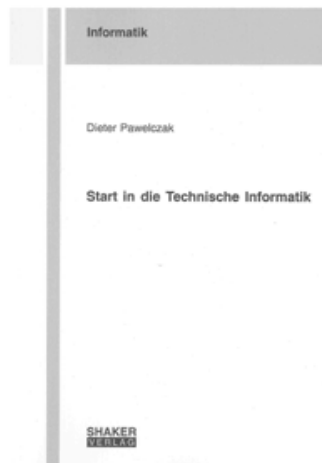 Informatik
Dieter Pawelczak
Start in die Technische Informatik
SHAKER
VERLAG